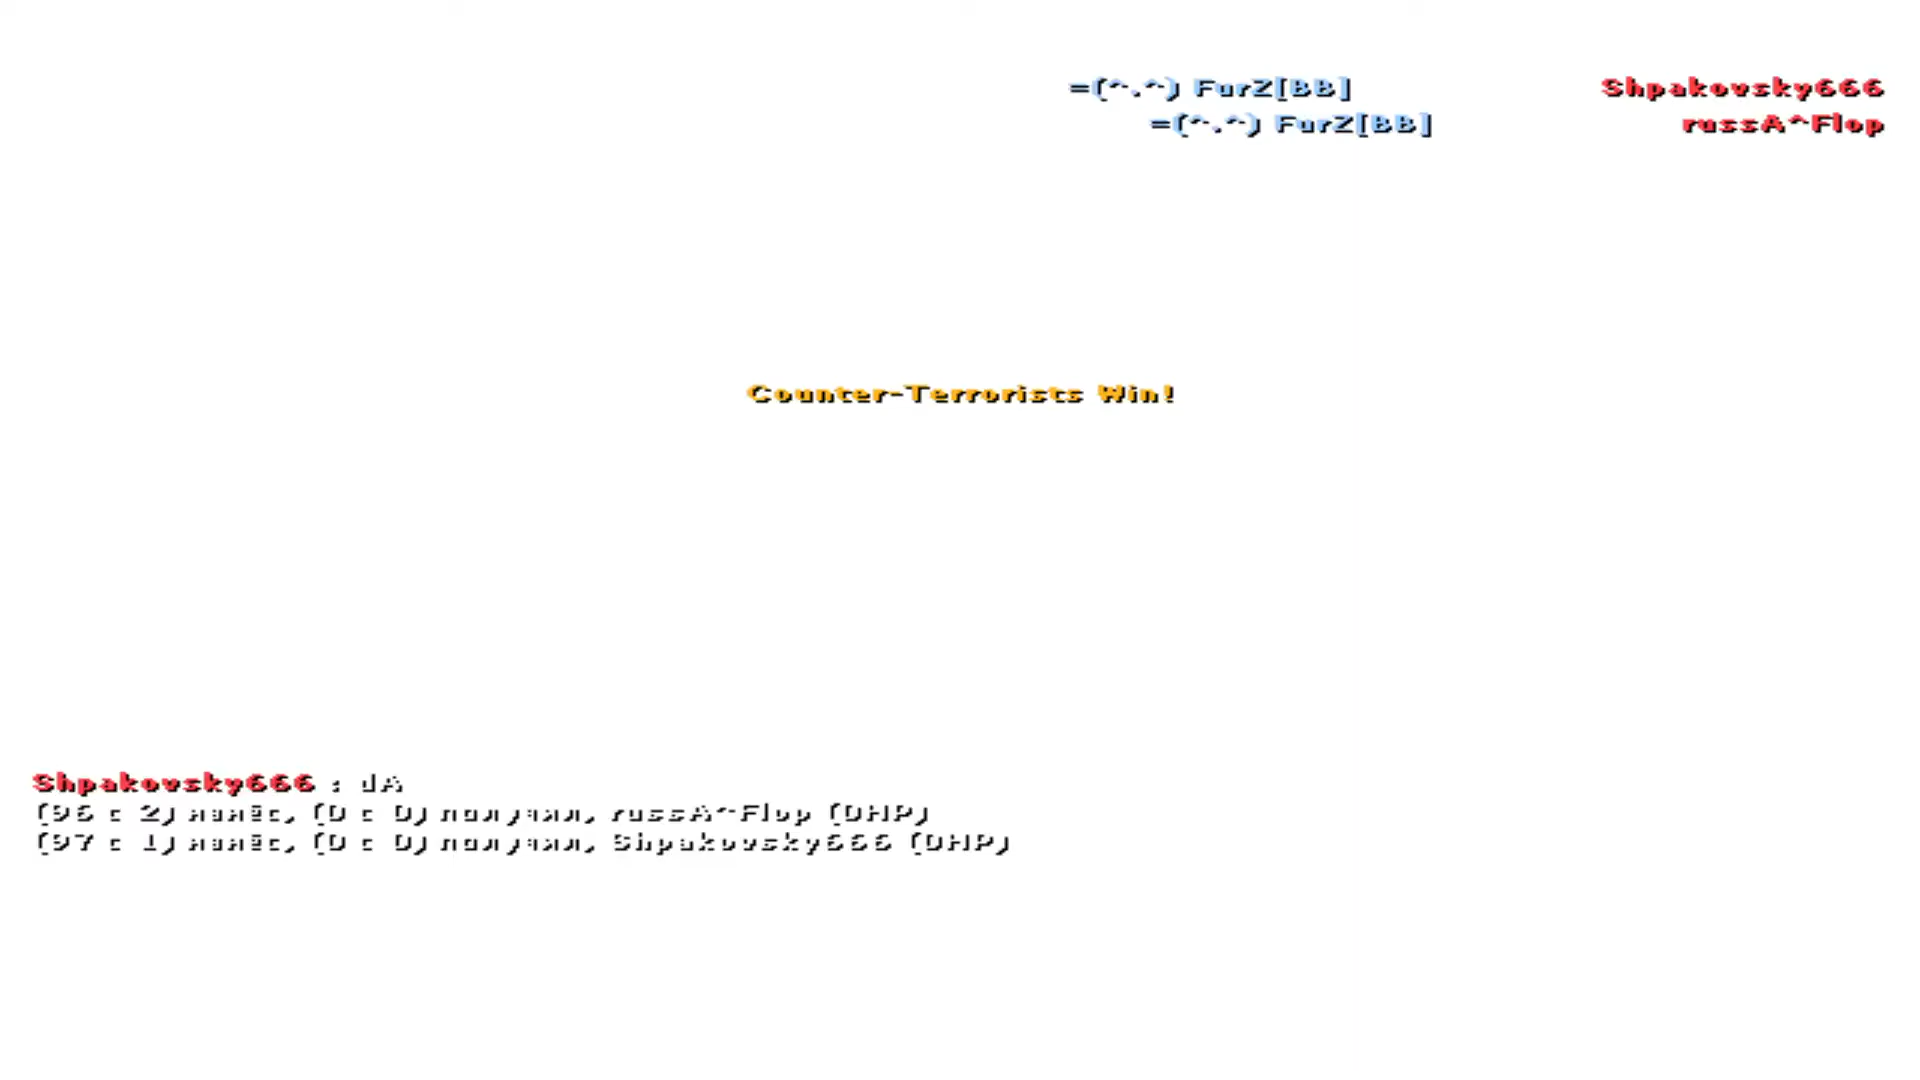 =(^.^) FurZ[BB] Shpakovsky666
=(^.^) FurZ[BB] russA^Flop
Counter-Terrorists Win!
Shpakovsky666 : dA
(96 с 2) нанёс, (0 с 0) получил, russA^Flop (0HP)
(97 с 1) нанёс, (0 с 0) получил, Shpakovsky666 (0HP)